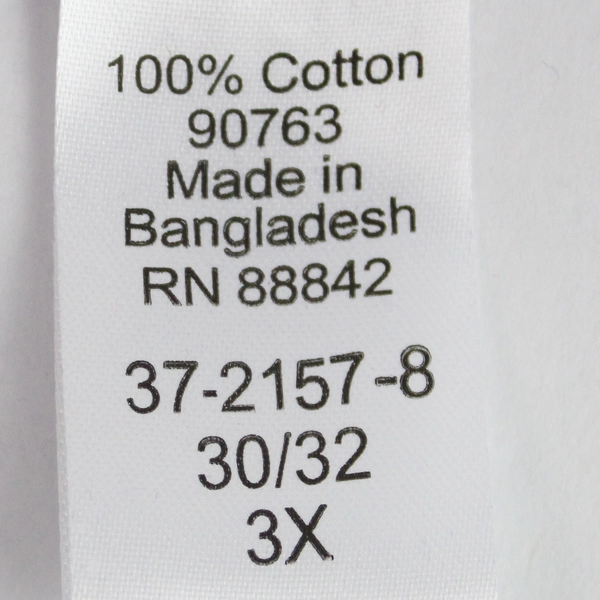 100% Cotton
90763
Made in
Bangladesh
RN 88842
37-2157-8
30/32
3X